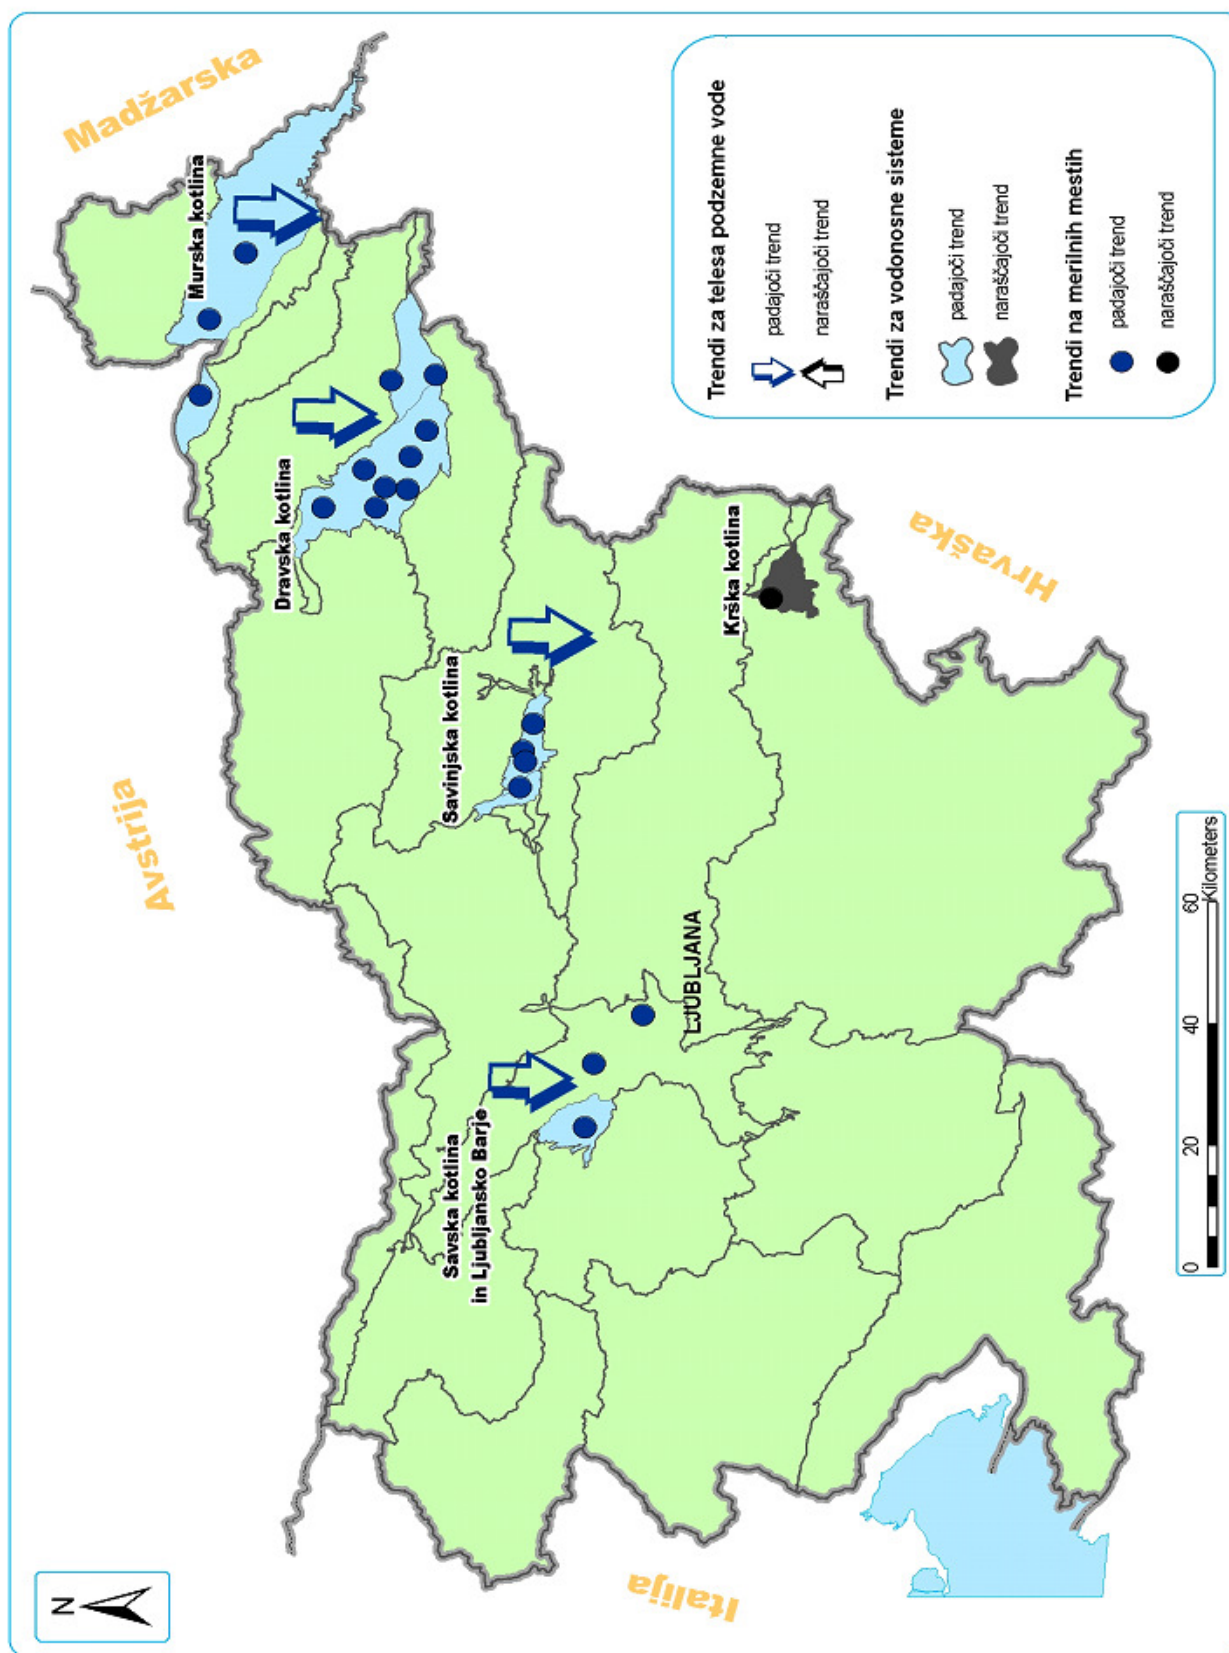 N
Avstrija
Madžarska
Italija
Hrvaška
Murska kotlina
Dravska kotlina
Savinjska kotlina
Savska kotlina
in Ljubljansko Barje
Krška kotlina
LJUBLJANA
0 20 40 60
Kilometers
Trendi za telesa podzemne vode
padajoči trend
naraščajoči trend
Trendi za vodonosne sisteme
padajoči trend
naraščajoči trend
Trendi na merilnih mestih
padajoči trend
naraščajoči trend